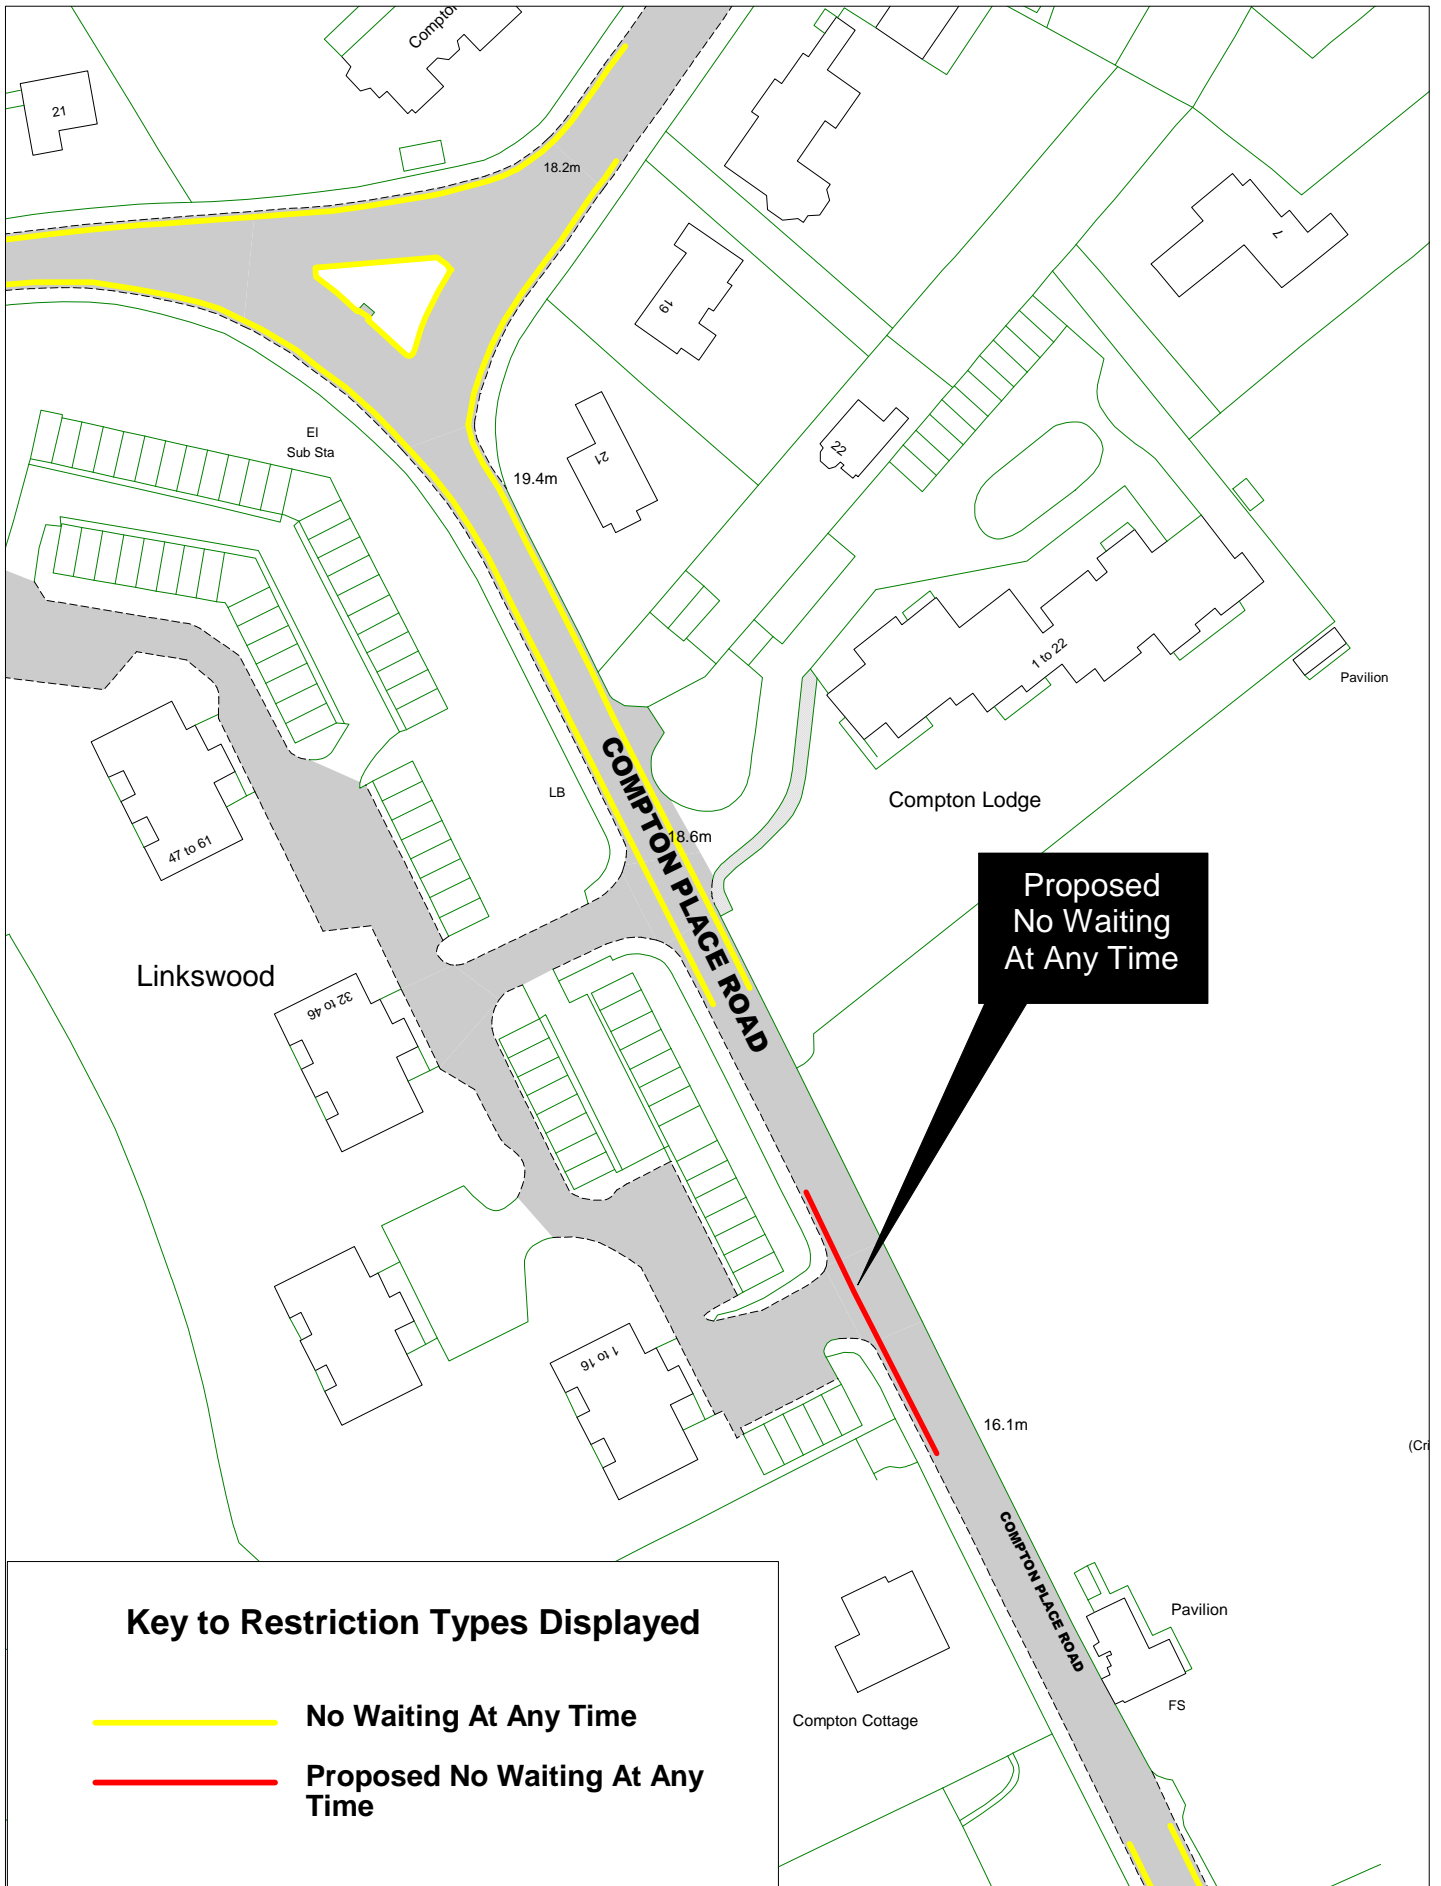 Compto
21
18.2m
7
19
El
Sub Sta
21
22
19.4m
1 to 22
Pavilion
LB
COMPTON PLACE ROAD
18.6m
Compton Lodge
47 to 61
Proposed
No Waiting
At Any Time
Linkswood
32 to 46
1 to 16
16.1m
(Cri
COMPTON PLACE ROAD
Pavilion
FS
Compton Cottage
Key to Restriction Types Displayed
No Waiting At Any Time
Proposed No Waiting At Any
Time